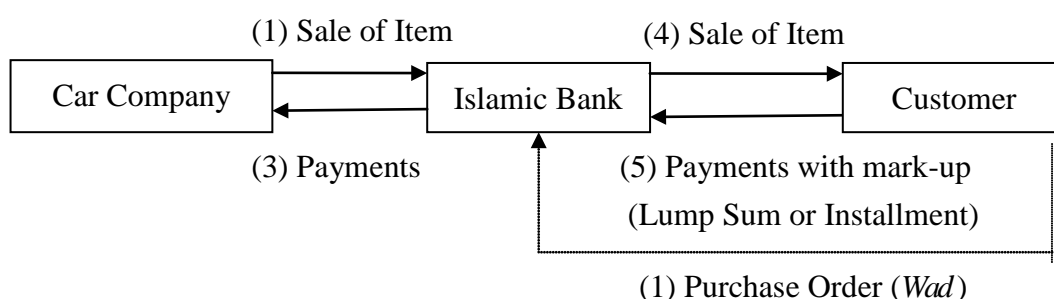 (1) Sale of Item
(4) Sale of Item
Car Company
Islamic Bank
Customer
(3) Payments
(5) Payments with mark-up
(Lump Sum or Installment)
(1) Purchase Order (Wad)